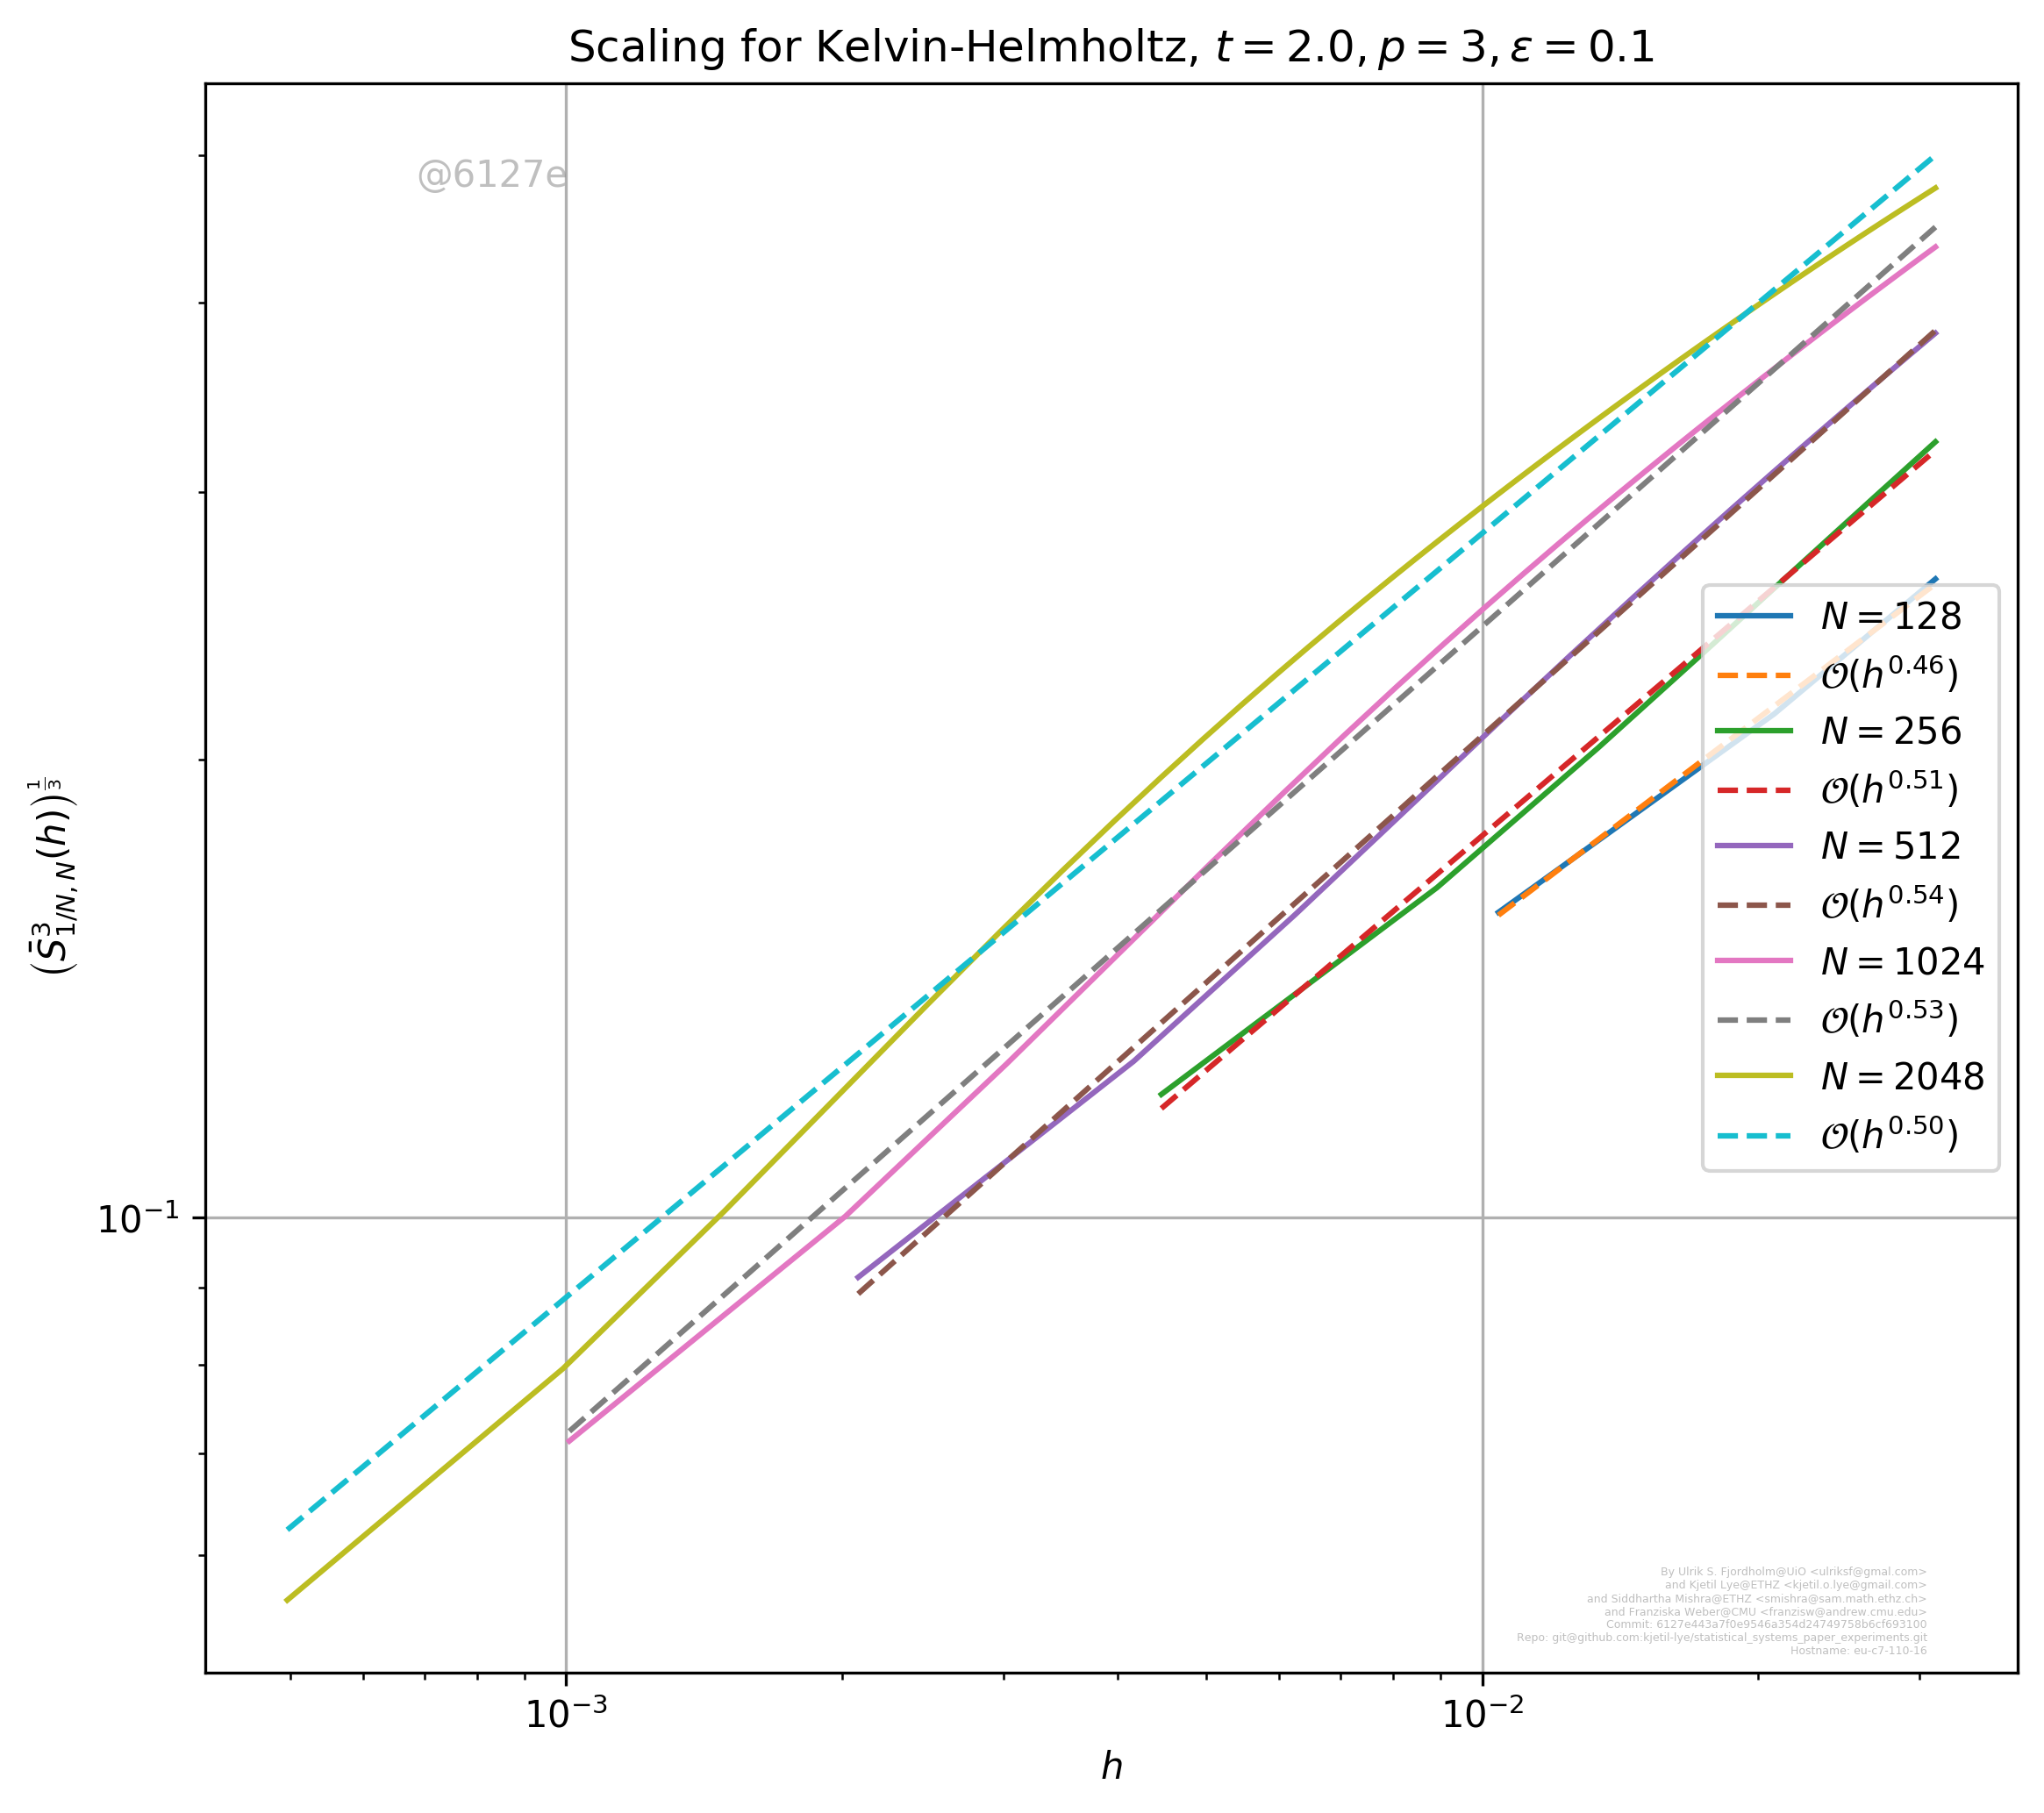 Scaling for Kelvin-Helmholtz, t = 2.0, p = 3, ε = 0.1
@6127e
(S̄³_{1/N, N}(h))^{1/3}
10⁻¹
N = 128
𝒪(h^{0.46})
N = 256
𝒪(h^{0.51})
N = 512
𝒪(h^{0.54})
N = 1024
𝒪(h^{0.53})
N = 2048
𝒪(h^{0.50})
By Ulrik S. Fjordholm@UiO <ulriksf@gmal.com>
and Kjetil Lye@ETHZ <kjetil.o.lye@gmail.com>
and Siddhartha Mishra@ETHZ <smishra@sam.math.ethz.ch>
and Franziska Weber@CMU <franzisw@andrew.cmu.edu>
Commit: 6127e443a7f0e9546a354d24749758b6cf693100
Repo: git@github.com:kjetil-lye/statistical_systems_paper_experiments.git
Hostname: eu-c7-110-16
10⁻³
10⁻²
h